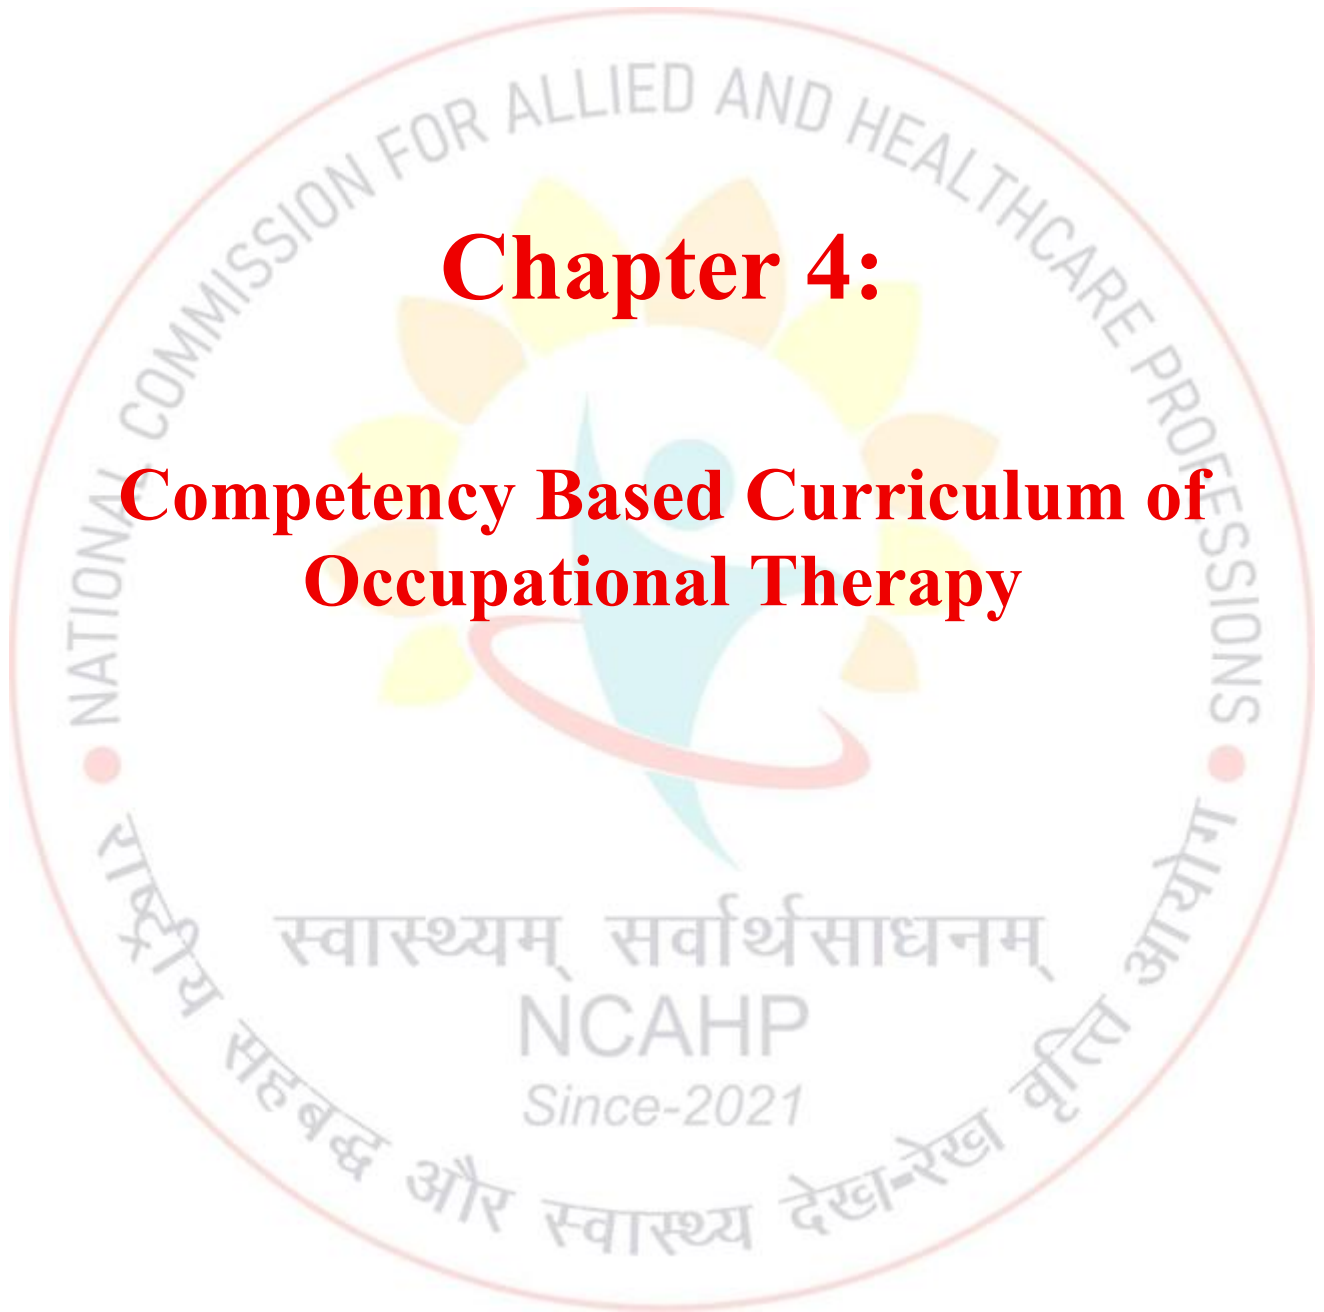 NATIONAL COMMISSION FOR ALLIED AND HEALTHCARE PROFESSIONS
Chapter 4:
Competency Based Curriculum of
Occupational Therapy
स्वास्थ्यम् सर्वार्थसाधनम्
NCAHP
Since-2021
राष्ट्रीय सहबद्ध और स्वास्थ्य देख-रेख वृत्ति आयोग